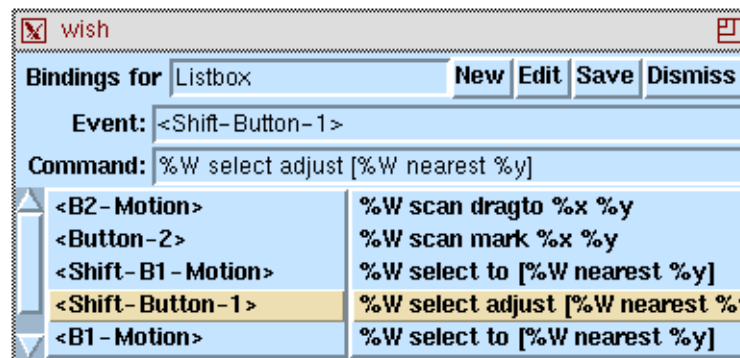 wish
Bindings for Listbox New Edit Save Dismiss
Event: <Shift-Button-1>
Command: %W select adjust [%W nearest %y]
<B2-Motion> %W scan dragto %x %y
<Button-2> %W scan mark %x %y
<Shift-B1-Motion> %W select to [%W nearest %y]
<Shift-Button-1> %W select adjust [%W nearest %
<B1-Motion> %W select to [%W nearest %y]